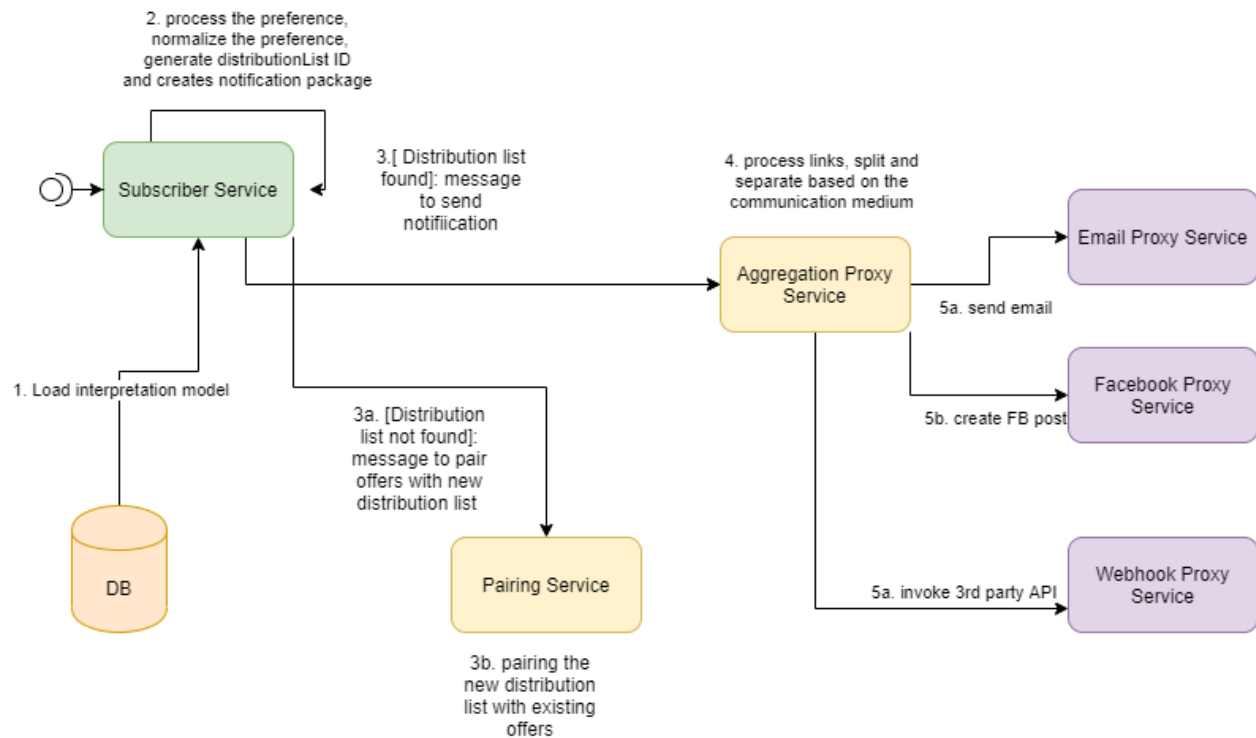 2. process the preference,
normalize the preference,
generate distributionList ID
and creates notification package
Subscriber Service
3.[ Distribution list
found]: message
to send
notifiication
4. process links, split and
separate based on the
communication medium
Email Proxy Service
Aggregation Proxy
Service
5a. send email
1. Load interpretation model
Facebook Proxy
Service
5b. create FB post
3a. [Distribution
list not found]:
message to pair
offers with new
distribution list
DB
Pairing Service
Webhook Proxy
Service
5a. invoke 3rd party API
3b. pairing the
new distribution
list with existing
offers